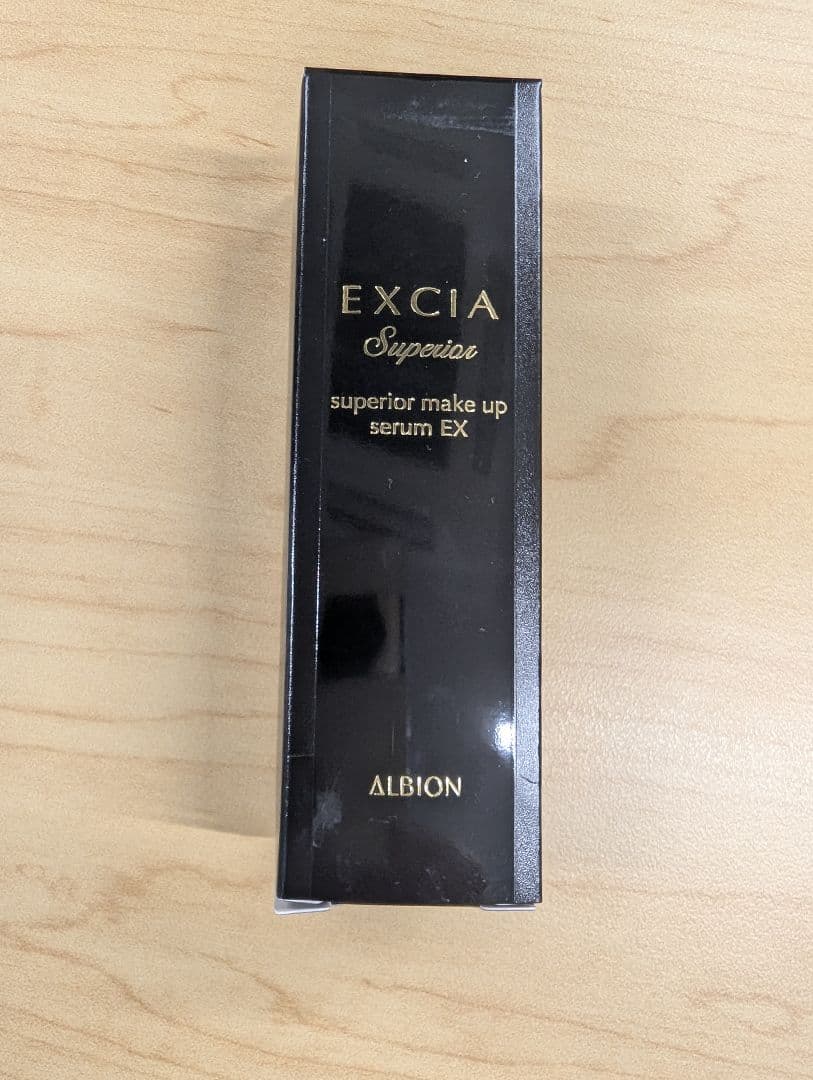 EXCIA
Superior
superior make up
serum EX
ALBION